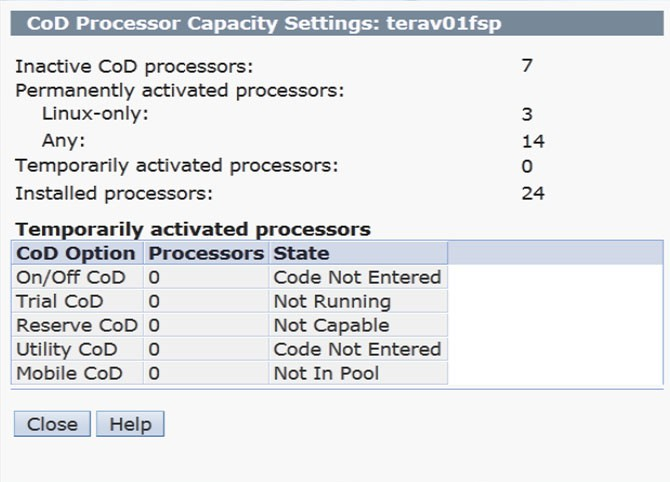 CoD Processor Capacity Settings: terav01fsp
Inactive CoD processors: 7
Permanently activated processors:
Linux-only: 3
Any: 14
Temporarily activated processors: 0
Installed processors: 24
Temporarily activated processors
CoD Option Processors State
On/Off CoD 0 Code Not Entered
Trial CoD 0 Not Running
Reserve CoD 0 Not Capable
Utility CoD 0 Code Not Entered
Mobile CoD 0 Not In Pool
Close Help